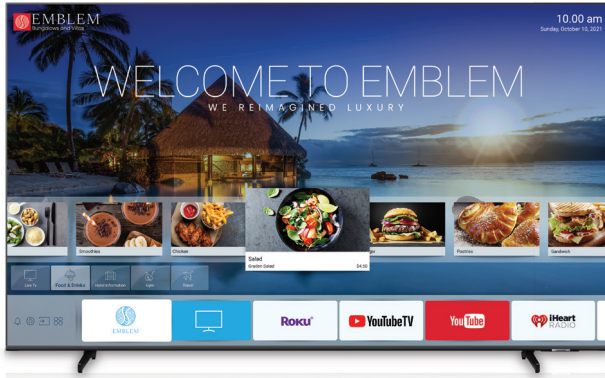 EMBLEM
Bungalows and Villas
10.00 am
Sunday, October 10, 2021
WELCOME TO EMBLEM
WE REIMAGINED LUXURY
Smoothies
Chicken
Salad
Graden Salad $4.50
ger
Pastries
Sandwich
Live Tv
Food & Drinks
Hotel Information
Gym
Travel
EMBLEM
ROKU
YouTubeTV
YouTube
iHeart
RADIO